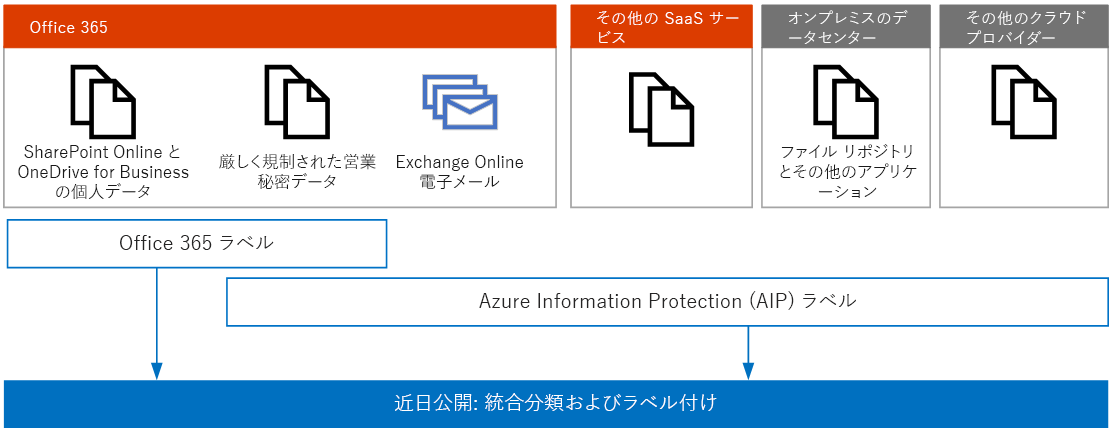 Office 365
その他の SaaS サー
ビス
オンプレミスのデ
ータセンター
その他のクラウド
プロバイダー
SharePoint Online と
OneDrive for Business
の個人データ
厳しく規制された営業
秘密データ
Exchange Online
電子メール
ファイル リポジトリ
とその他のアプリケ
ーション
Office 365 ラベル
Azure Information Protection (AIP) ラベル
近日公開: 統合分類およびラベル付け